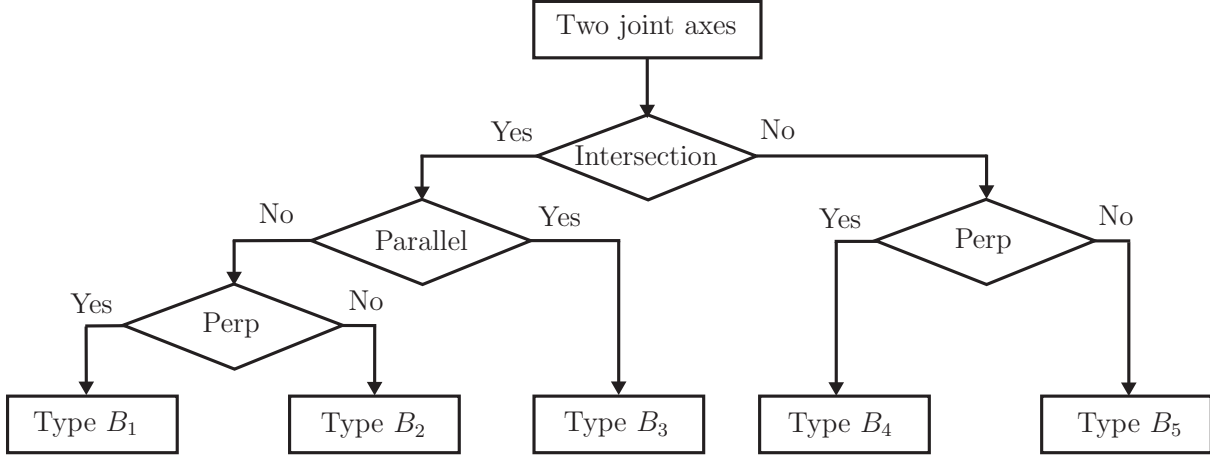 Two joint axes
Yes
No
Intersection
No
Yes
Yes
No
Parallel
Perp
Yes
No
Perp
Type B₁
Type B₂
Type B₃
Type B₄
Type B₅